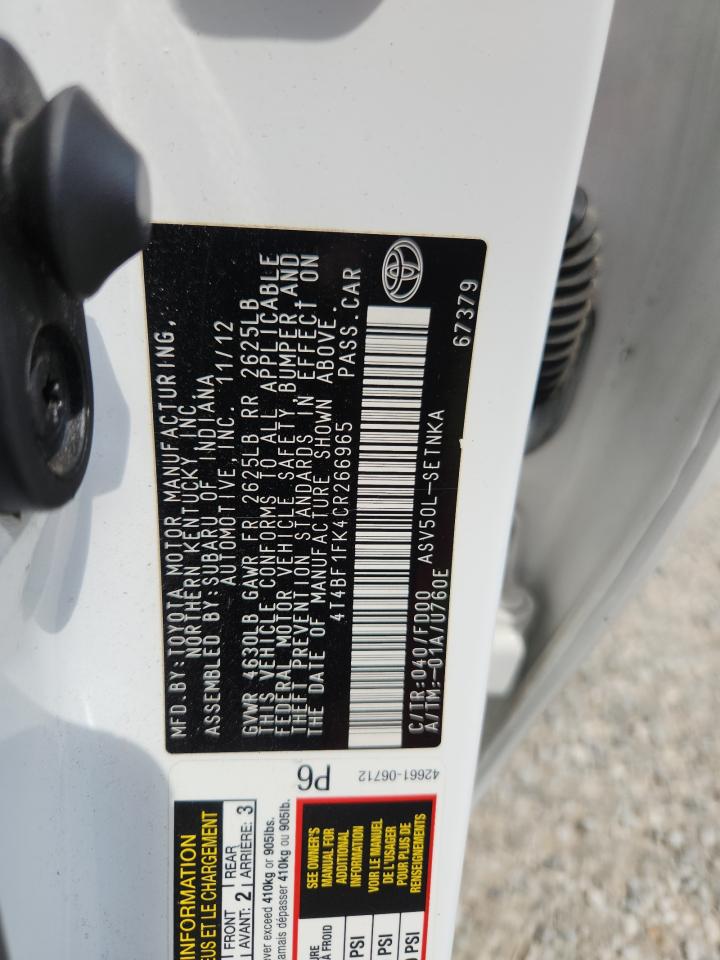 MFD.BY:TOYOTA MOTOR MANUFACTURING,
NORTHERN KENTUCKY,INC.
ASSEMBLED BY:SUBARU OF INDIANA
AUTOMOTIVE,INC. 11/12
GVWR 4630LB GAWR FR 2625LB RR 2625LB
THIS VEHICLE CONFORMS TO ALL APPLICABLE
FEDERAL MOTOR VEHICLE SAFETY,BUMPER,AND
THEFT PREVENTION STANDARDS IN EFFECT ON
THE DATE OF MANUFACTURE SHOWN ABOVE.
4T4BF1FK4CR266965 PASS.CAR
C/TR:040/FD00 ASV50L-SETNKA
A/TM:-01A/U760E 67379
P6
42661-06712
INFORMATION
EUS ET LE CHARGEMENT
FRONT REAR
AVANT: 2 ARRIÈRE: 3
ver exceed 410kg or 905lbs.
amais dépasser 410kg ou 905lb.
SEE OWNER'S
MANUAL FOR
ADDITIONAL
INFORMATION
VOIR LE MANUEL
DE L'USAGER
POUR PLUS DE
RENSEIGNEMENTS
URE
À FROID
PSI
PSI
PSI